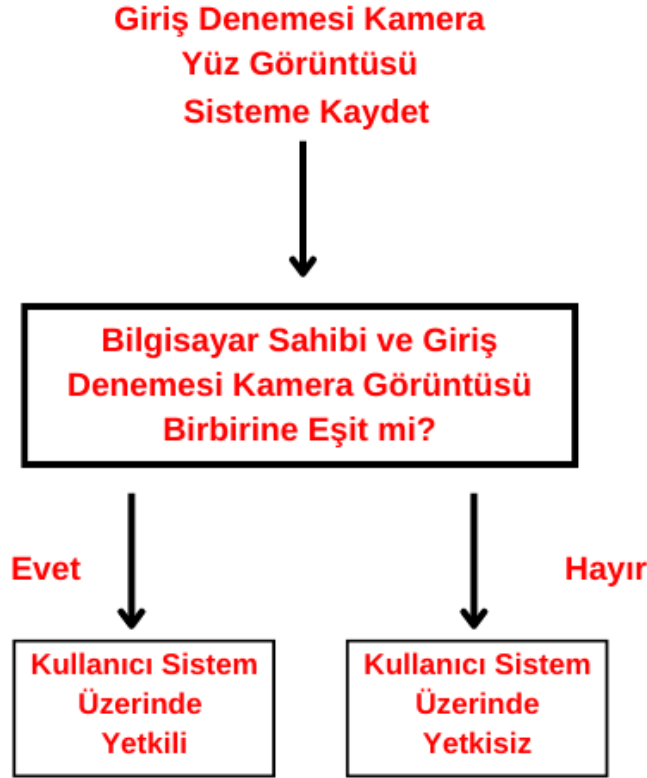 Giriş Denemesi Kamera
Yüz Görüntüsü
Sisteme Kaydet
Bilgisayar Sahibi ve Giriş
Denemesi Kamera Görüntüsü
Birbirine Eşit mi?
Evet
Hayır
Kullanıcı Sistem
Üzerinde
Yetkili
Kullanıcı Sistem
Üzerinde
Yetkisiz